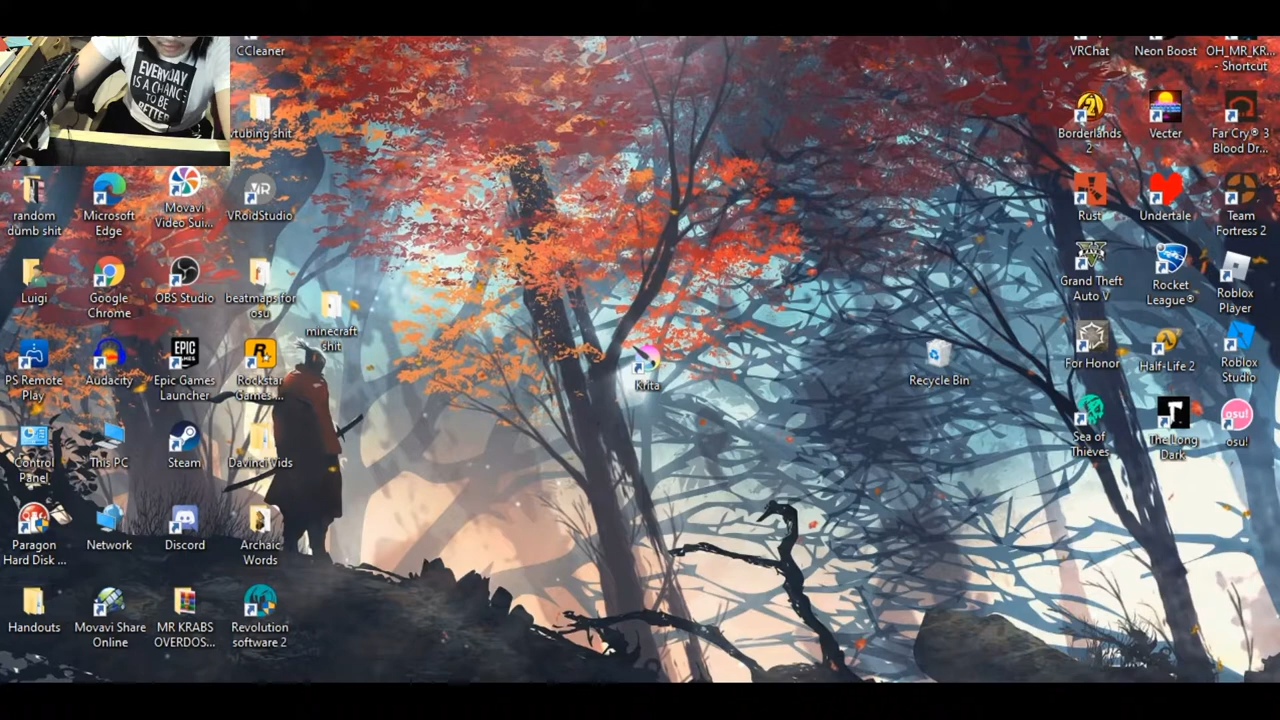 CCleaner
EVERYDAY
IS A CHANCE
TO BE
BETTER
vtubing shit
random
dumb shit
Microsoft
Edge
Movavi
Video Sui...
VR
VRoidStudio
Luigi
Google
Chrome
OBS Studio
beatmaps for
osu
minecraft
shit
PS Remote
Play
Audacity
EPIC
GAMES
Epic Games
Launcher
R
Rockstar
Games ...
Krita
Recycle Bin
Control
Panel
This PC
Steam
Davinci Vids
Paragon
Hard Disk ...
Network
Discord
Archaic
Words
Handouts
Movavi Share
Online
MR KRABS
OVERDOS...
Revolution
software 2
VRChat
Neon Boost
OH_MR_KR...
- Shortcut
2
Borderlands
2
Vecter
Far Cry® 3
Blood Dr...
Rust
Undertale
Team
Fortress 2
V
Grand Theft
Auto V
Rocket
League®
Roblox
Player
For Honor
Half-Life 2
Roblox
Studio
Sea of
Thieves
The Long
Dark
osu!
osu!